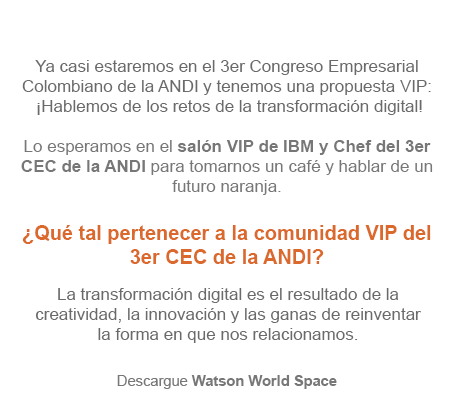 Ya casi estaremos en el 3er Congreso Empresarial
Colombiano de la ANDI y tenemos una propuesta VIP:
¡Hablemos de los retos de la transformación digital!
Lo esperamos en el salón VIP de IBM y Chef del 3er
CEC de la ANDI para tomarnos un café y hablar de un
futuro naranja.
¿Qué tal pertenecer a la comunidad VIP del
3er CEC de la ANDI?
La transformación digital es el resultado de la
creatividad, la innovación y las ganas de reinventar
la forma en que nos relacionamos.
Descargue Watson World Space